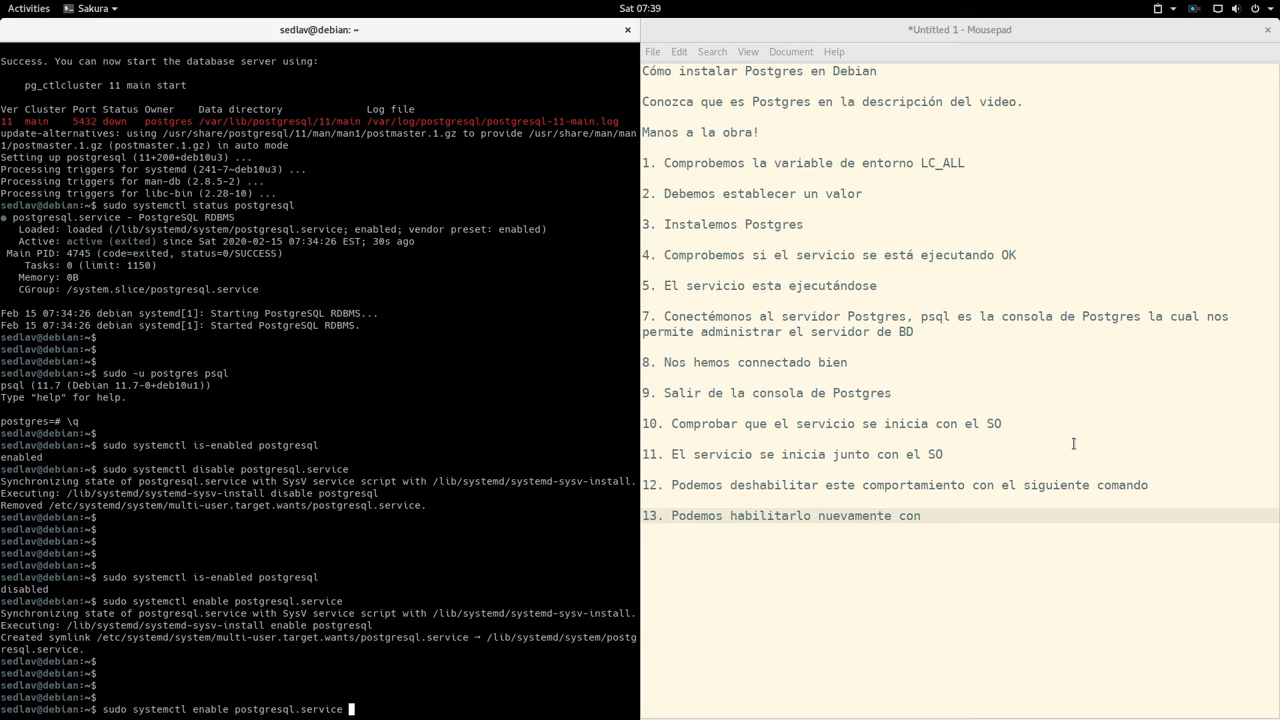 Activities Sakura Sat 07:39
sedlav@debian: ~ ×
Success. You can now start the database server using:
pg_ctlcluster 11 main start
Ver Cluster Port Status Owner Data directory Log file
11 main 5432 down postgres /var/lib/postgresql/11/main /var/log/postgresql/postgresql-11-main.log
update-alternatives: using /usr/share/postgresql/11/man/man1/postmaster.1.gz to provide /usr/share/man/man
1/postmaster.1.gz (postmaster.1.gz) in auto mode
Setting up postgresql (11+200+deb10u3) ...
Processing triggers for systemd (241-7~deb10u3) ...
Processing triggers for man-db (2.8.5-2) ...
Processing triggers for libc-bin (2.28-10) ...
sedlav@debian:~$ sudo systemctl status postgresql
● postgresql.service - PostgreSQL RDBMS
Loaded: loaded (/lib/systemd/system/postgresql.service; enabled; vendor preset: enabled)
Active: active (exited) since Sat 2020-02-15 07:34:26 EST; 30s ago
Main PID: 4745 (code=exited, status=0/SUCCESS)
Tasks: 0 (limit: 1150)
Memory: 0B
CGroup: /system.slice/postgresql.service
Feb 15 07:34:26 debian systemd[1]: Starting PostgreSQL RDBMS...
Feb 15 07:34:26 debian systemd[1]: Started PostgreSQL RDBMS.
sedlav@debian:~$
sedlav@debian:~$
sedlav@debian:~$
sedlav@debian:~$ sudo -u postgres psql
psql (11.7 (Debian 11.7-0+deb10u1))
Type "help" for help.
postgres=# \q
sedlav@debian:~$
sedlav@debian:~$ sudo systemctl is-enabled postgresql
enabled
sedlav@debian:~$ sudo systemctl disable postgresql.service
Synchronizing state of postgresql.service with SysV service script with /lib/systemd/systemd-sysv-install.
Executing: /lib/systemd/systemd-sysv-install disable postgresql
Removed /etc/systemd/system/multi-user.target.wants/postgresql.service.
sedlav@debian:~$
sedlav@debian:~$
sedlav@debian:~$
sedlav@debian:~$
sedlav@debian:~$
sedlav@debian:~$ sudo systemctl is-enabled postgresql
disabled
sedlav@debian:~$ sudo systemctl enable postgresql.service
Synchronizing state of postgresql.service with SysV service script with /lib/systemd/systemd-sysv-install.
Executing: /lib/systemd/systemd-sysv-install enable postgresql
Created symlink /etc/systemd/system/multi-user.target.wants/postgresql.service → /lib/systemd/system/postg
resql.service.
sedlav@debian:~$
sedlav@debian:~$
sedlav@debian:~$
sedlav@debian:~$
sedlav@debian:~$ sudo systemctl enable postgresql.service
*Untitled 1 - Mousepad ×
File Edit Search View Document Help
Cómo instalar Postgres en Debian
Conozca que es Postgres en la descripción del video.
Manos a la obra!
1. Comprobemos la variable de entorno LC_ALL
2. Debemos establecer un valor
3. Instalemos Postgres
4. Comprobemos si el servicio se está ejecutando OK
5. El servicio esta ejecutándose
7. Conectémonos al servidor Postgres, psql es la consola de Postgres la cual nos
permite administrar el servidor de BD
8. Nos hemos connectado bien
9. Salir de la consola de Postgres
10. Comprobar que el servicio se inicia con el SO
11. El servicio se inicia junto con el SO
12. Podemos deshabilitar este comportamiento con el siguiente comando
13. Podemos habilitarlo nuevamente con